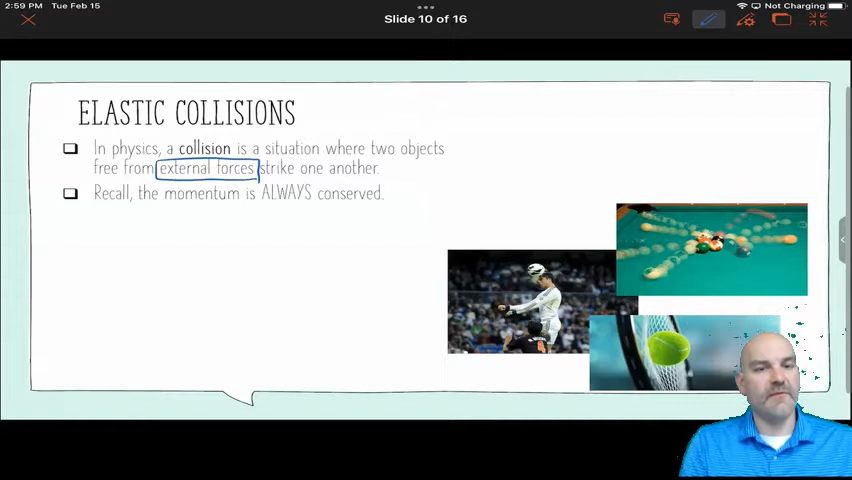 2:59 PM Tue Feb 15
Not Charging
Slide 10 of 16
ELASTIC COLLISIONS
In physics, a collision is a situation where two objects
free from external forces strike one another.
Recall, the momentum is ALWAYS conserved.